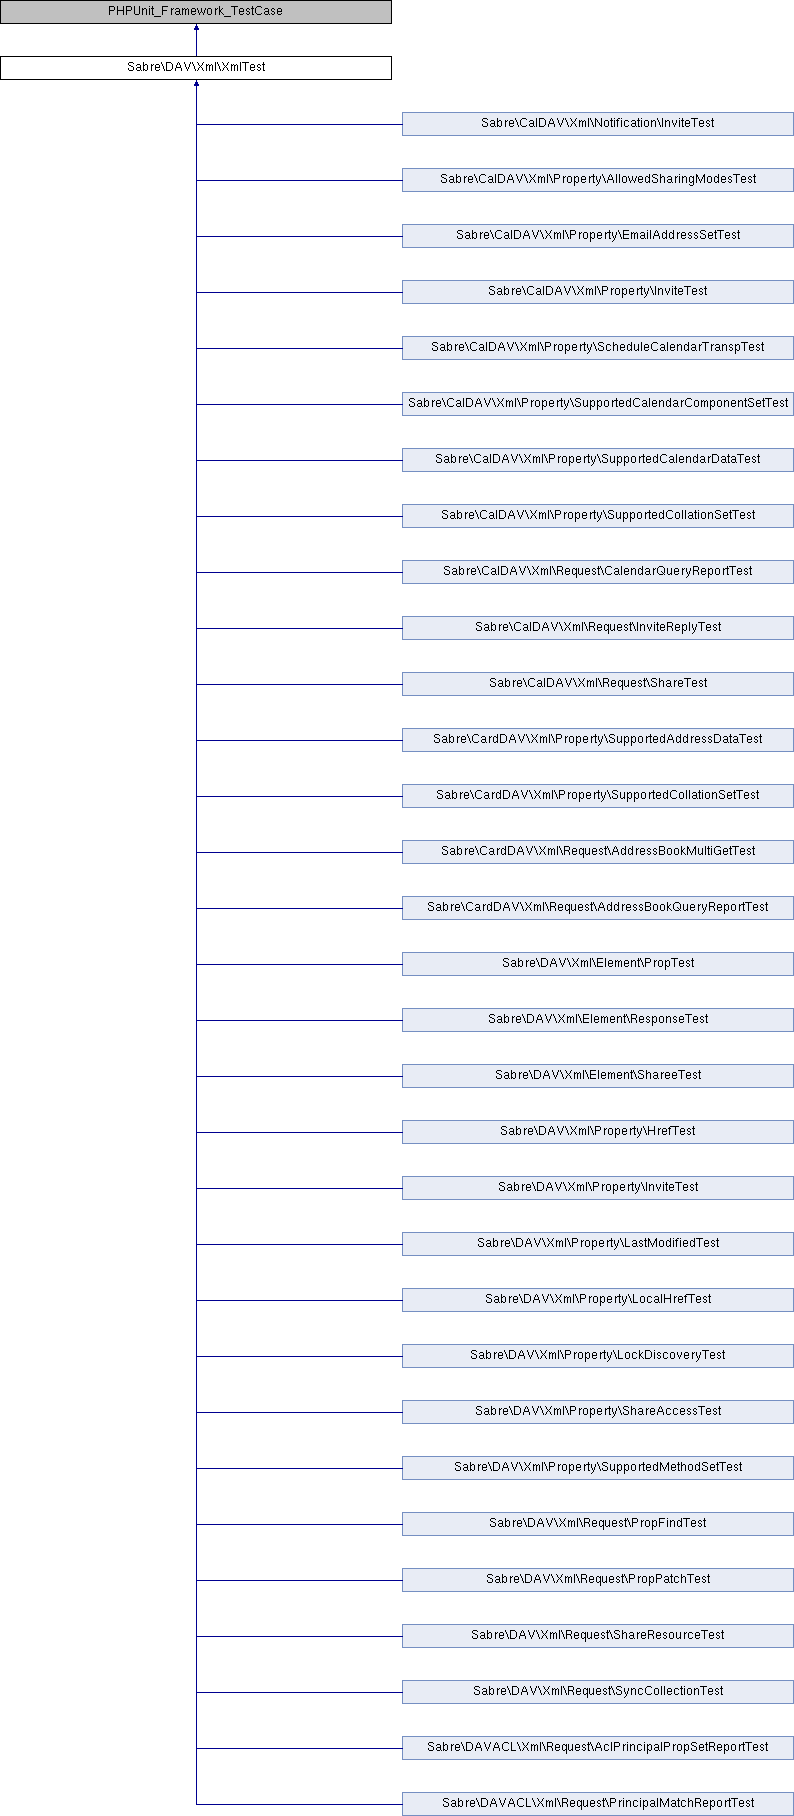 PHPUnit_Framework_TestCase
Sabre\DAV\Xml\XmlTest
Sabre\CalDAV\Xml\Notification\InviteTest
Sabre\CalDAV\Xml\Property\AllowedSharingModesTest
Sabre\CalDAV\Xml\Property\EmailAddressSetTest
Sabre\CalDAV\Xml\Property\InviteTest
Sabre\CalDAV\Xml\Property\ScheduleCalendarTranspTest
Sabre\CalDAV\Xml\Property\SupportedCalendarComponentSetTest
Sabre\CalDAV\Xml\Property\SupportedCalendarDataTest
Sabre\CalDAV\Xml\Property\SupportedCollationSetTest
Sabre\CalDAV\Xml\Request\CalendarQueryReportTest
Sabre\CalDAV\Xml\Request\InviteReplyTest
Sabre\CalDAV\Xml\Request\ShareTest
Sabre\CardDAV\Xml\Property\SupportedAddressDataTest
Sabre\CardDAV\Xml\Property\SupportedCollationSetTest
Sabre\CardDAV\Xml\Request\AddressBookMultiGetTest
Sabre\CardDAV\Xml\Request\AddressBookQueryReportTest
Sabre\DAV\Xml\Element\PropTest
Sabre\DAV\Xml\Element\ResponseTest
Sabre\DAV\Xml\Element\ShareeTest
Sabre\DAV\Xml\Property\HrefTest
Sabre\DAV\Xml\Property\InviteTest
Sabre\DAV\Xml\Property\LastModifiedTest
Sabre\DAV\Xml\Property\LocalHrefTest
Sabre\DAV\Xml\Property\LockDiscoveryTest
Sabre\DAV\Xml\Property\ShareAccessTest
Sabre\DAV\Xml\Property\SupportedMethodSetTest
Sabre\DAV\Xml\Request\PropFindTest
Sabre\DAV\Xml\Request\PropPatchTest
Sabre\DAV\Xml\Request\ShareResourceTest
Sabre\DAV\Xml\Request\SyncCollectionTest
Sabre\DAVACL\Xml\Request\AclPrincipalPropSetReportTest
Sabre\DAVACL\Xml\Request\PrincipalMatchReportTest